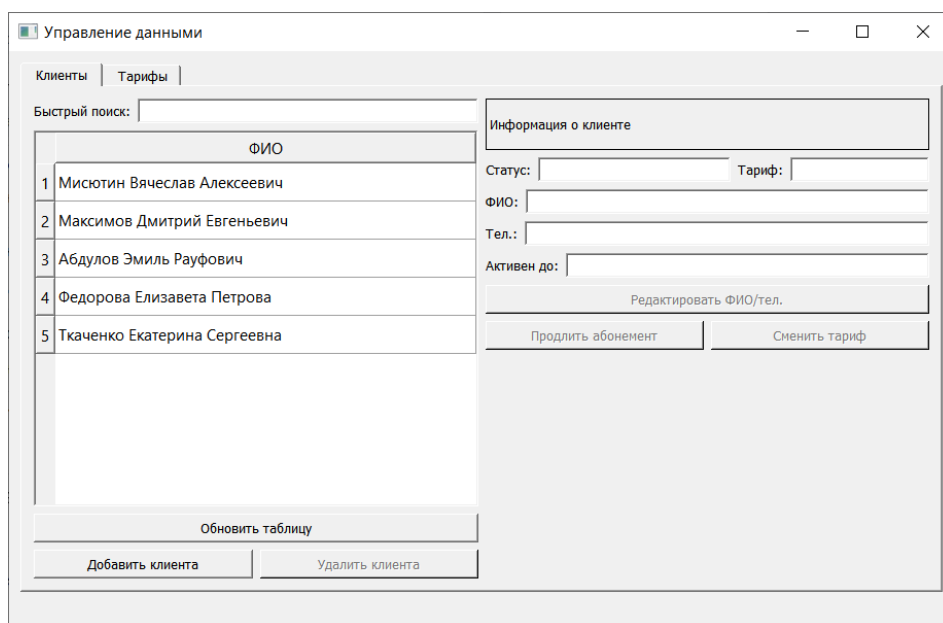 Управление данными
Клиенты Тарифы
Быстрый поиск:
ФИО
1 Мисютин Вячеслав Алексеевич
2 Максимов Дмитрий Евгеньевич
3 Абдулов Эмиль Рауфович
4 Федорова Елизавета Петрова
5 Ткаченко Екатерина Сергеевна
Обновить таблицу
Добавить клиента Удалить клиента
Информация о клиенте
Статус: Тариф:
ФИО:
Тел.:
Активен до:
Редактировать ФИО/тел.
Продлить абонемент Сменить тариф